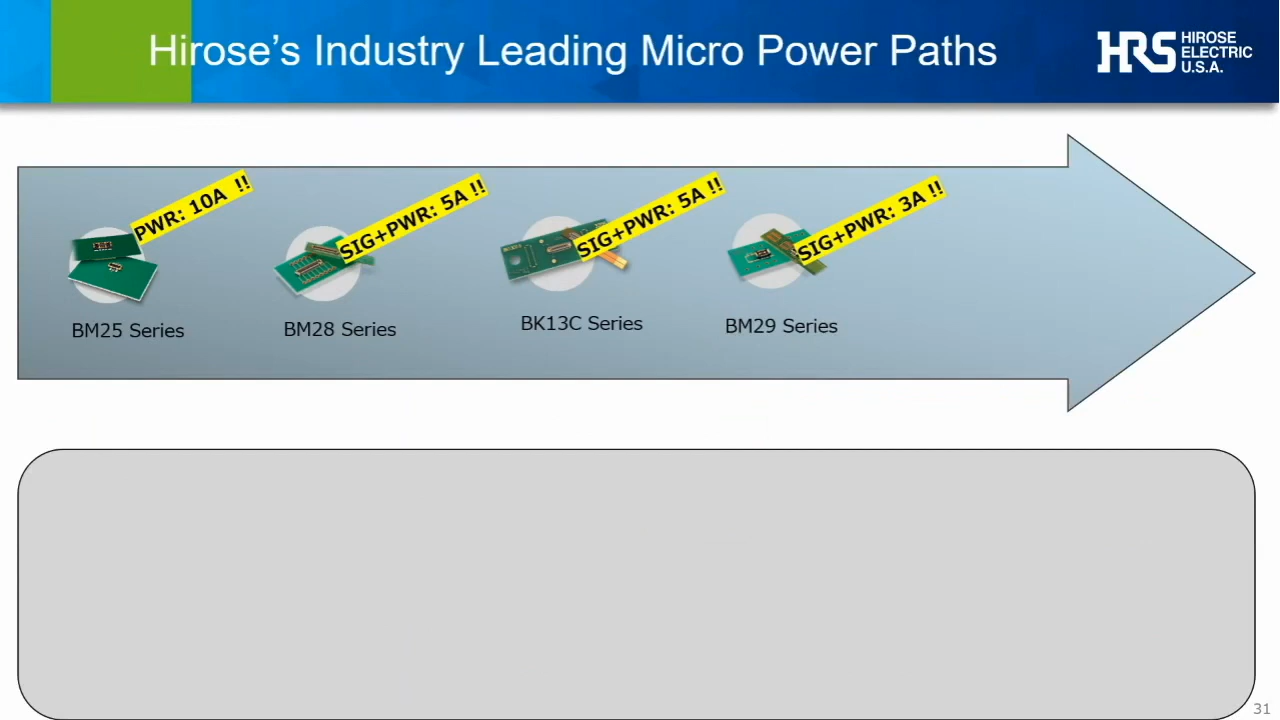 Hirose's Industry Leading Micro Power Paths
HRS
HIROSE
ELECTRIC
U.S.A.
PWR: 10A !!
SIG+PWR: 5A !!
SIG+PWR: 5A !!
SIG+PWR: 3A !!
BM25 Series
BM28 Series
BK13C Series
BM29 Series
31